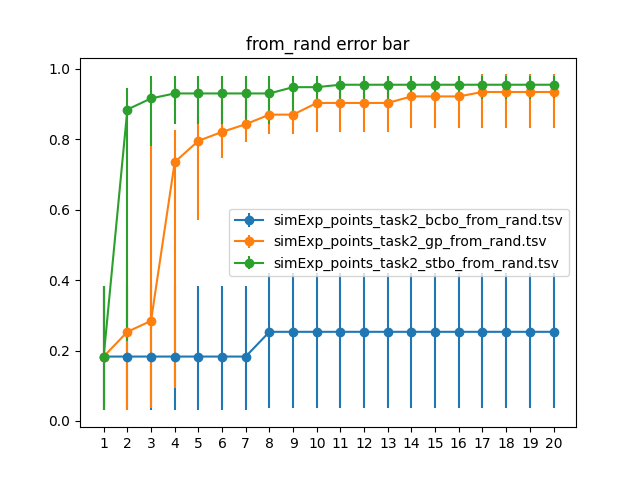 from_rand error bar
1.0
0.8
0.6
0.4
0.2
0.0
simExp_points_task2_bcbo_from_rand.tsv
simExp_points_task2_gp_from_rand.tsv
simExp_points_task2_stbo_from_rand.tsv
1 2 3 4 5 6 7 8 9 10 11 12 13 14 15 16 17 18 19 20